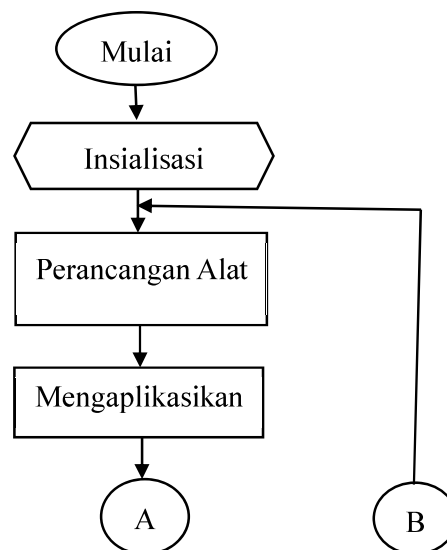 Mulai
Insialisasi
Perancangan Alat
Mengaplikasikan
A
B